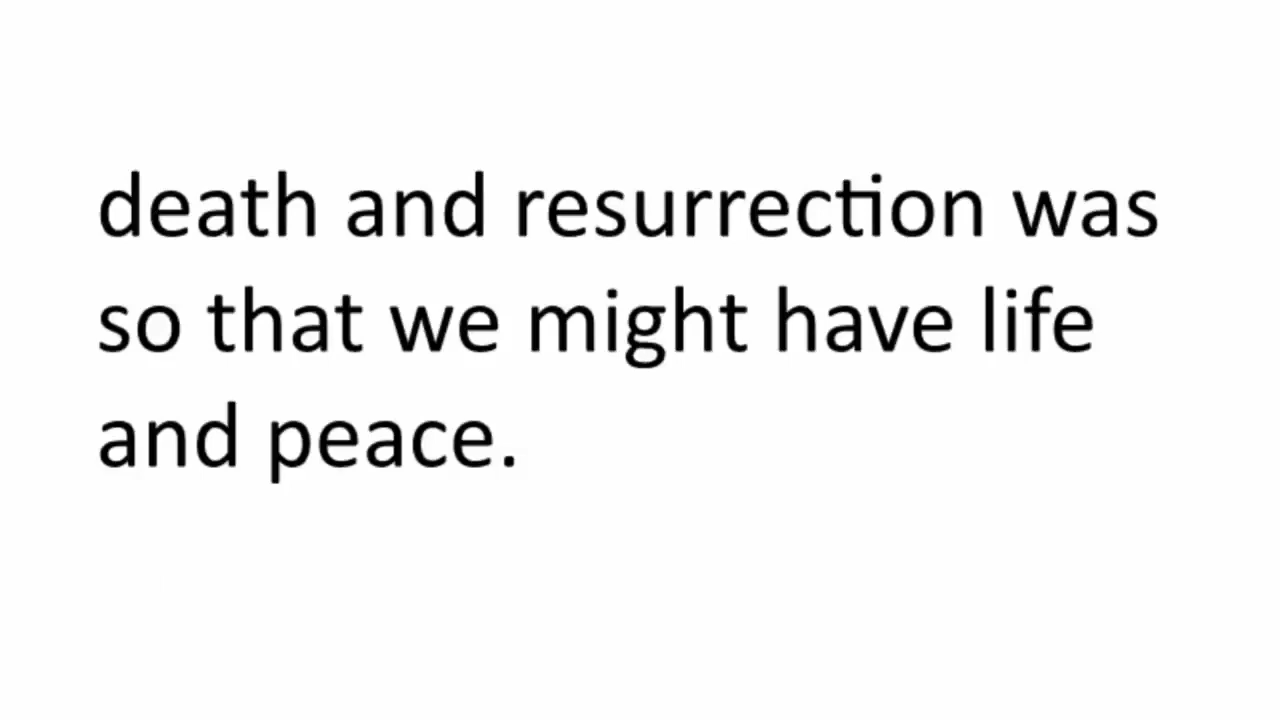 death and resurrection was
so that we might have life
and peace.